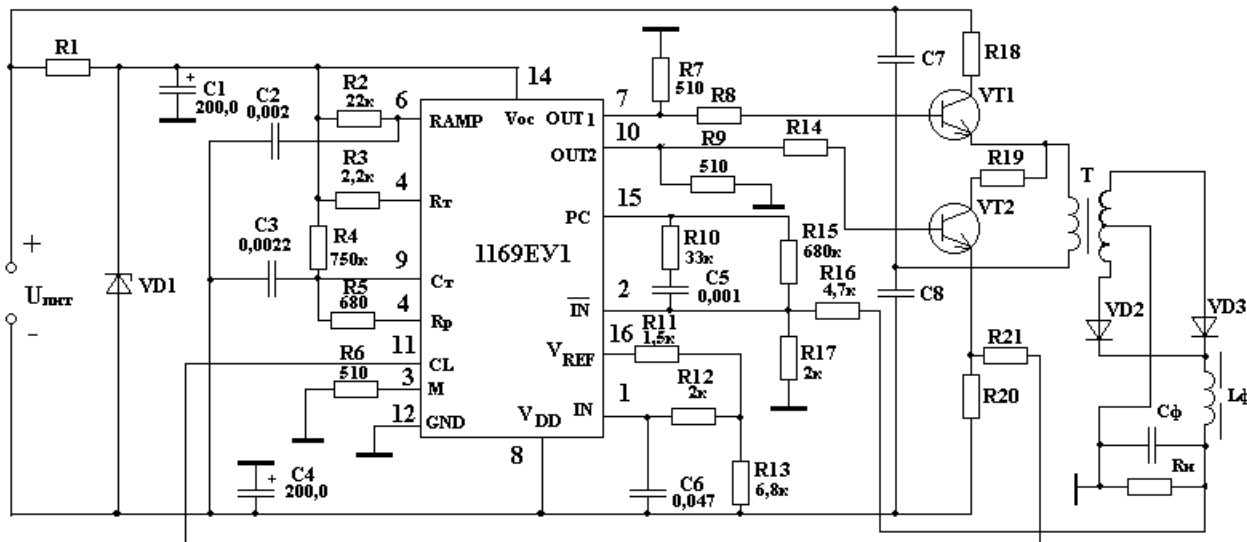 R1
C1
200,0
C2
0,002
R2
22к
6
14
R3
2,2к
4
C3
0,0022
R4
750к
9
R5
680
4
11
R6
510
3
12
C4
200,0
+
+
Uпит
-
VD1
RAMP
Voc
OUT1
OUT2
Rт
PC
1169ЕУ1
Cт
IN
Rp
VREF
CL
M
VDD
IN
GND
8
7
10
15
2
16
1
+
R7
510
R8
R9
510
R10
33к
C5
0,001
R11
1,5к
R12
2к
R13
6,8к
C6
0,047
R14
R15
680к
R16
4,7к
R17
2к
C7
C8
R18
VT1
R19
VT2
R20
R21
T
VD2
VD3
Lф
Cф
Rн